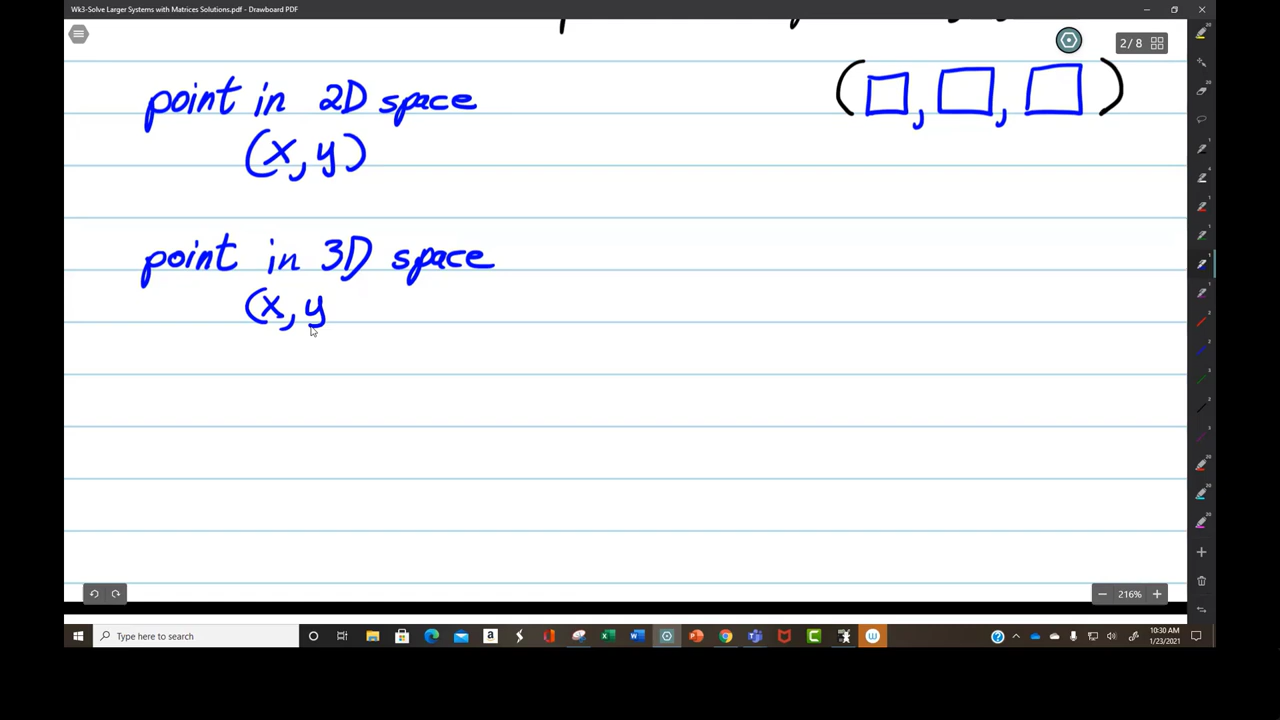 Wk3-Solve Larger Systems with Matrices Solutions.pdf - Drawboard PDF
2 / 8
point in 2D space
(x, y)
( , , )
point in 3D space
(x, y
216%
Type here to search
10:30 AM
1/23/2021